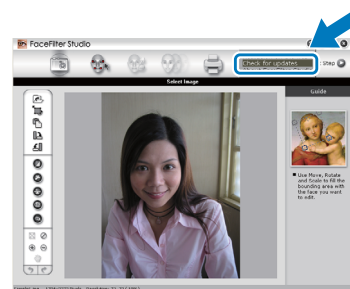 FaceFilter Studio
Check for updates
Step
Select Image
Guide
Use Move, Rotate
and Scale to fill the
bounding area with
the face you want
to edit.